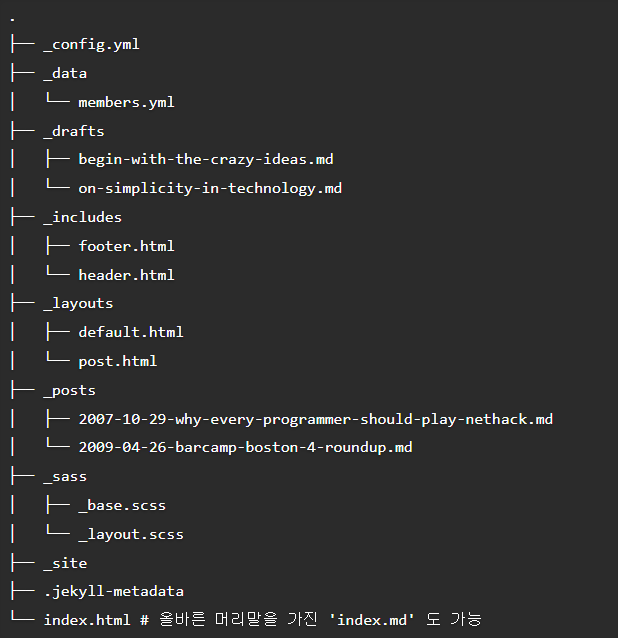 .
├── _config.yml
├── _data
│   └── members.yml
├── _drafts
│   ├── begin-with-the-crazy-ideas.md
│   └── on-simplicity-in-technology.md
├── _includes
│   ├── footer.html
│   └── header.html
├── _layouts
│   ├── default.html
│   └── post.html
├── _posts
│   ├── 2007-10-29-why-every-programmer-should-play-nethack.md
│   └── 2009-04-26-barcamp-boston-4-roundup.md
├── _sass
│   ├── _base.scss
│   └── _layout.scss
├── _site
├── .jekyll-metadata
└── index.html # 올바른 머리말을 가진 'index.md' 도 가능